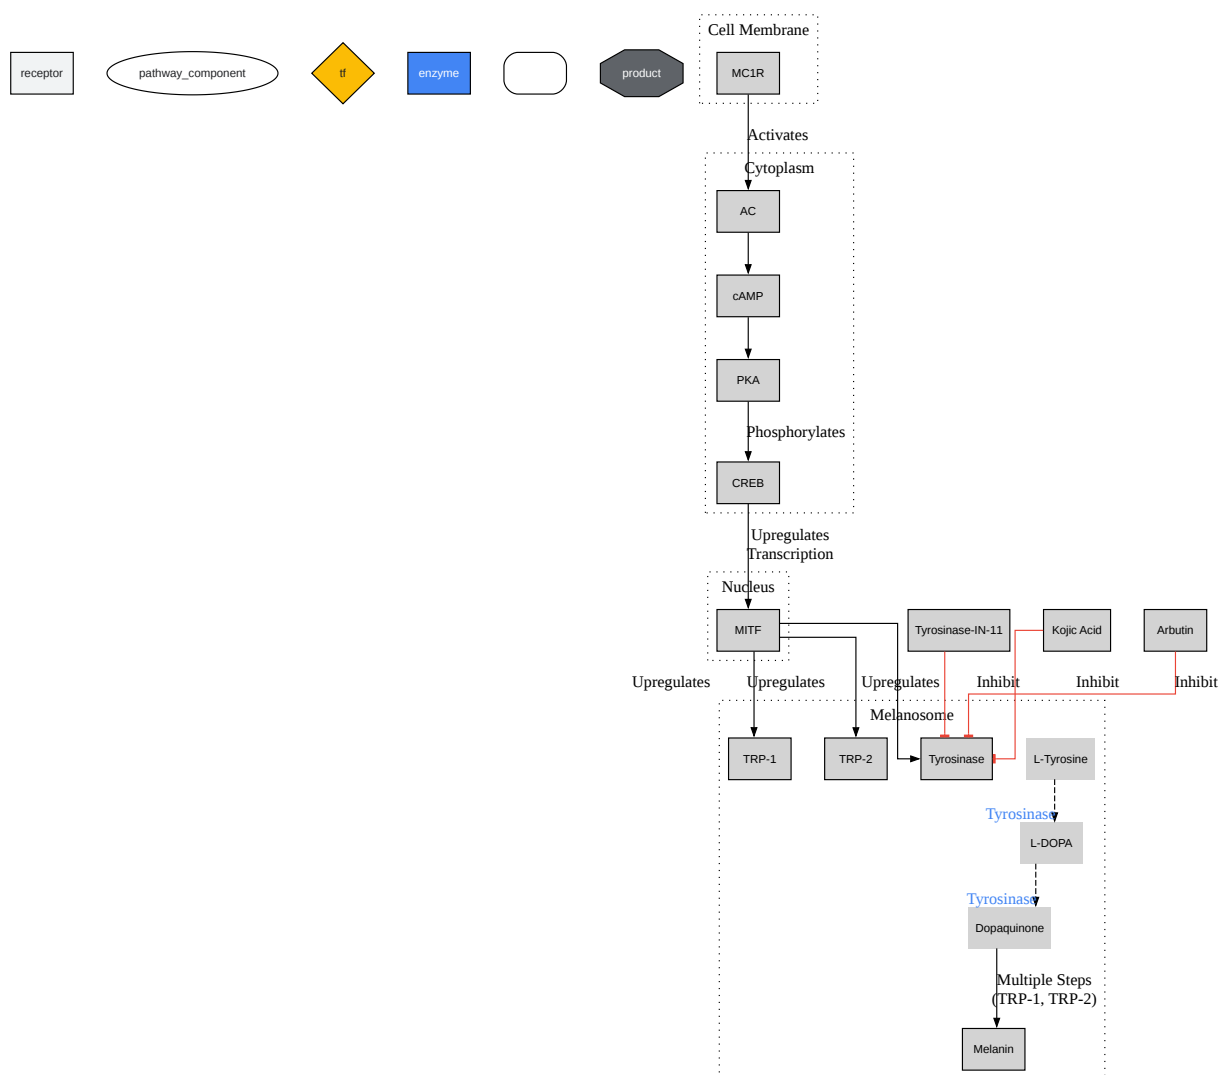 Cell Membrane
receptor
pathway_component
tf
enzyme
product
MC1R
Activates
Cytoplasm
AC
cAMP
PKA
Phosphorylates
CREB
Upregulates
Transcription
Nucleus
MITF
Tyrosinase-IN-11
Kojic Acid
Arbutin
Upregulates
Upregulates
Upregulates
Inhibit
Inhibit
Inhibit
Melanosome
TRP-1
TRP-2
Tyrosinase
L-Tyrosine
Tyrosinase
L-DOPA
Tyrosinase
Dopaquinone
Multiple Steps
(TRP-1, TRP-2)
Melanin